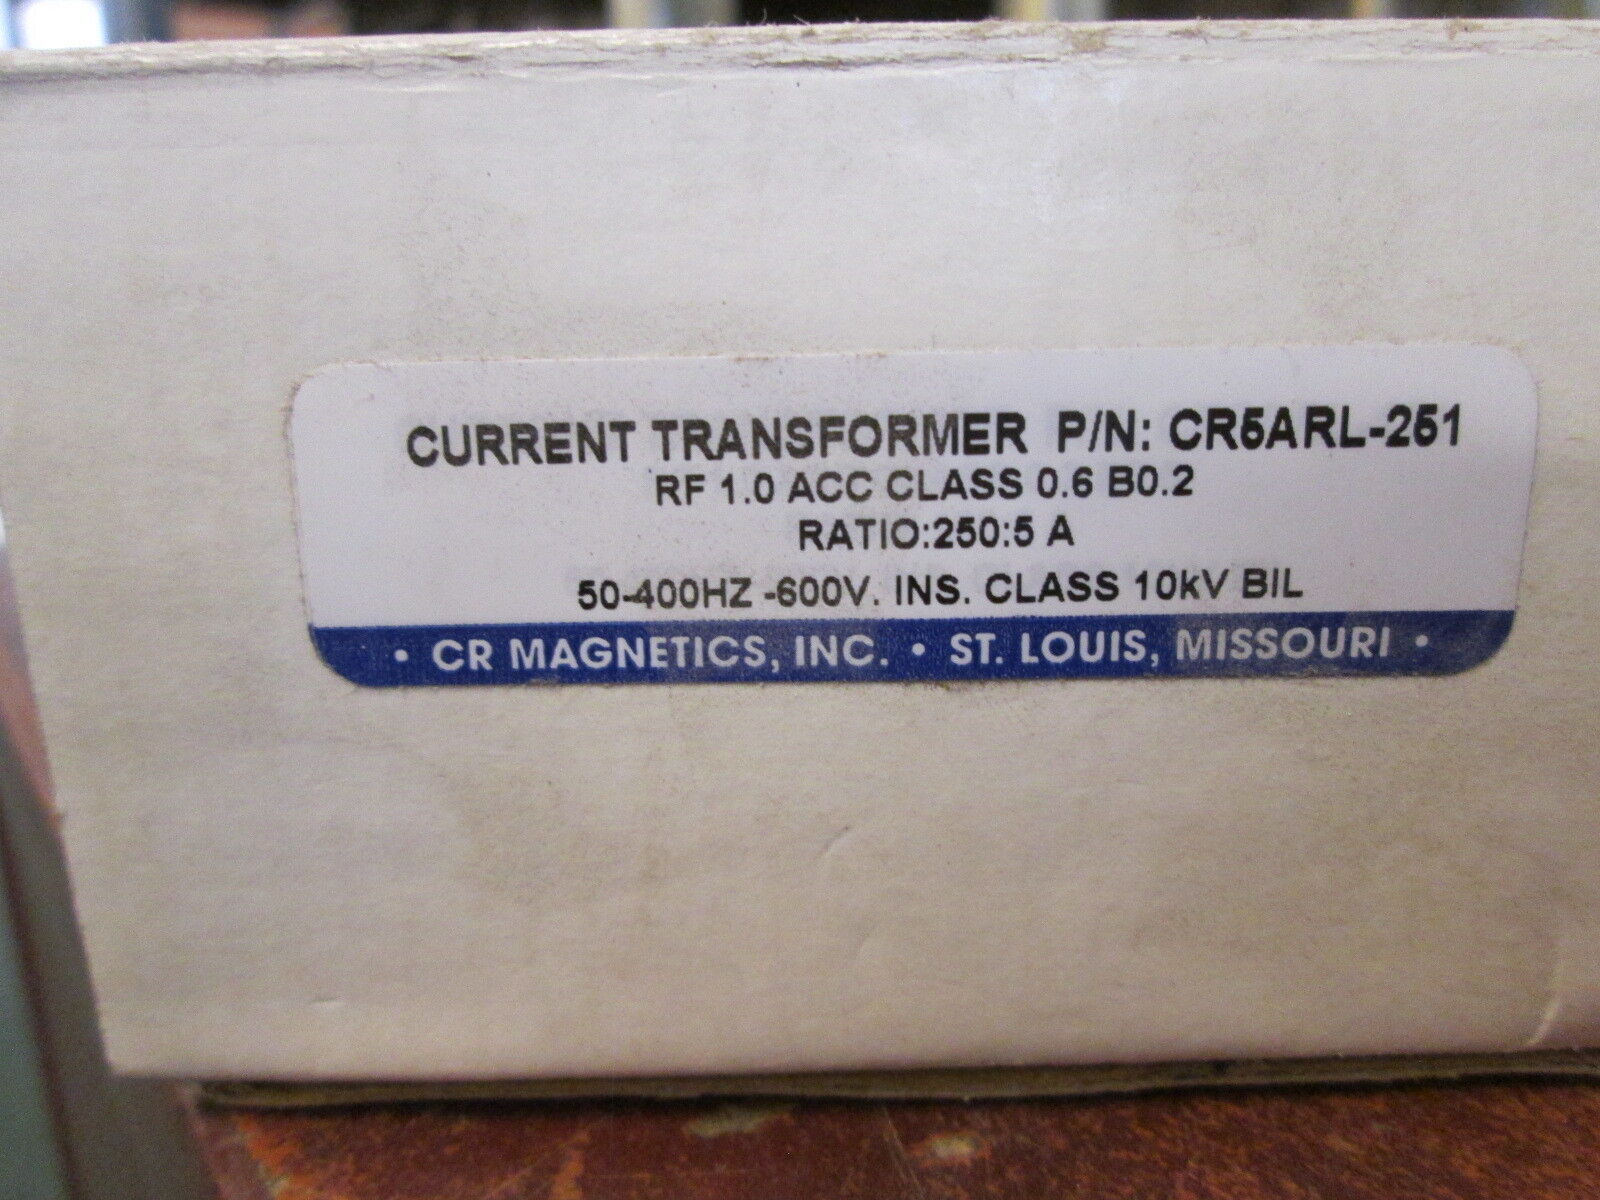 CURRENT TRANSFORMER P/N: CR5ARL-251
RF 1.0 ACC CLASS 0.6 B0.2
RATIO:250:5 A
50-400HZ -600V. INS. CLASS 10kV BIL
• CR MAGNETICS, INC. • ST. LOUIS, MISSOURI •